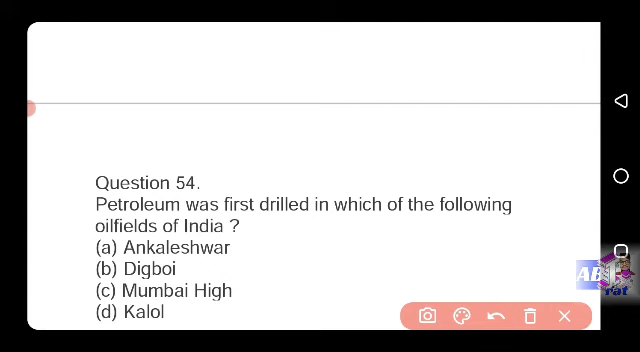 Question 54.
Petroleum was first drilled in which of the following
oilfields of India ?
(a) Ankaleshwar
(b) Digboi
(c) Mumbai High
(d) Kalol